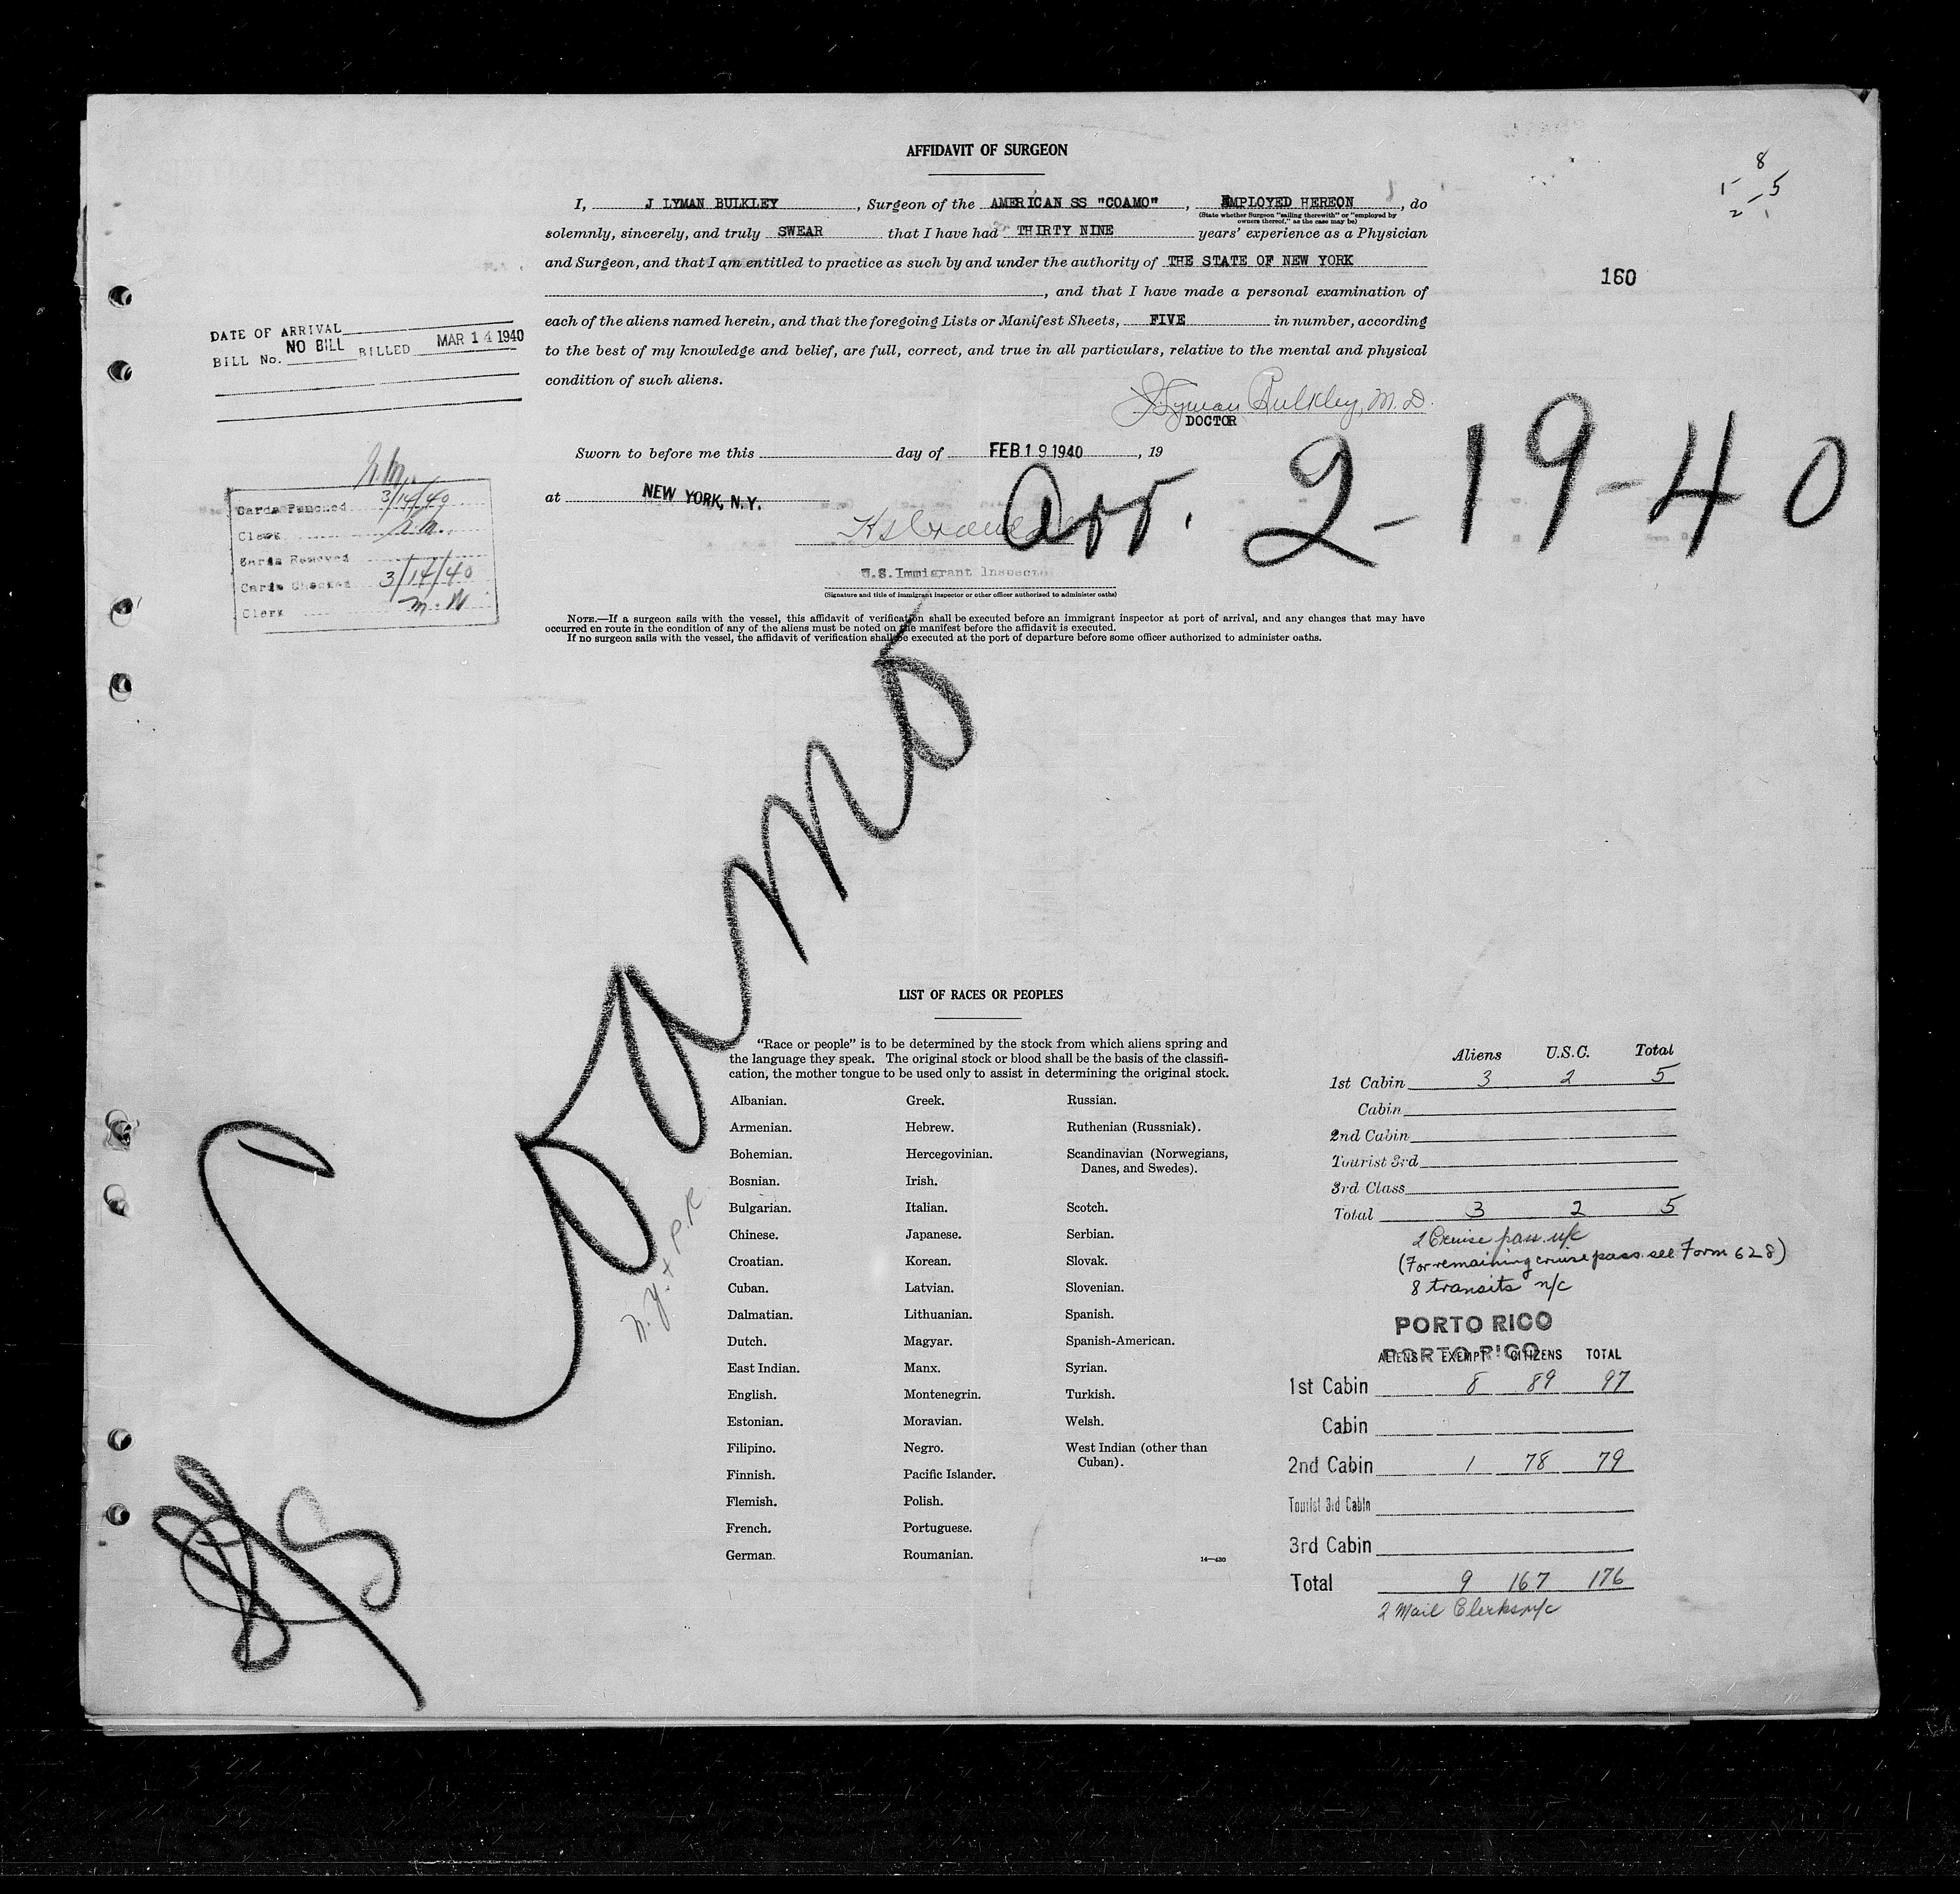 AFFIDAVIT OF SURGEON
I, J LYMAN BULKLEY, Surgeon of the AMERICAN SS "COAMO", EMPLOYED HEREON, do
(State whether Surgeon "sailing therewith" or "employed by
owners thereof," as the case may be)
solemnly, sincerely, and truly SWEAR that I have had THIRTY NINE years' experience as a Physician
and Surgeon, and that I am entitled to practice as such by and under the authority of THE STATE OF NEW YORK
, and that I have made a personal examination of
each of the aliens named herein, and that the foregoing Lists or Manifest Sheets, FIVE in number, according
to the best of my knowledge and belief, are full, correct, and true in all particulars, relative to the mental and physical
condition of such aliens.
J Lyman Bulkley, M.D.
DOCTOR
Sworn to before me this day of FEB 19 1940, 19
at NEW YORK, N.Y.
U.S. Immigrant Inspector
(Signature and title of immigrant inspector or other officer authorized to administer oaths)
NOTE.—If a surgeon sails with the vessel, this affidavit of verification shall be executed before an immigrant inspector at port of arrival, and any changes that may have
occurred en route in the condition of any of the aliens must be noted on the manifest before the affidavit is executed.
If no surgeon sails with the vessel, the affidavit of verification shall be executed at the port of departure before some officer authorized to administer oaths.
8
1- -5
2 1
160
DATE OF ARRIVAL
BILL No. NO BILL BILLED MAR 14 1940
Cards Punched 3/14/40
Clerk
Cards Removed
Cards Checked 3/14/40
Clerk M.N
arr. 2-19-40
Coamo
N.Y. + P.R.
LIST OF RACES OR PEOPLES
"Race or people" is to be determined by the stock from which aliens spring and
the language they speak. The original stock or blood shall be the basis of the classifi-
cation, the mother tongue to be used only to assist in determining the original stock.
Albanian.
Armenian.
Bohemian.
Bosnian.
Bulgarian.
Chinese.
Croatian.
Cuban.
Dalmatian.
Dutch.
East Indian.
English.
Estonian.
Filipino.
Finnish.
Flemish.
French.
German.
Greek.
Hebrew.
Hercegovinian.
Irish.
Italian.
Japanese.
Korean.
Latvian.
Lithuanian.
Magyar.
Manx.
Montenegrin.
Moravian.
Negro.
Pacific Islander.
Polish.
Portuguese.
Roumanian.
Russian.
Ruthenian (Russniak).
Scandinavian (Norwegians,
Danes, and Swedes).
Scotch.
Serbian.
Slovak.
Slovenian.
Spanish.
Spanish-American.
Syrian.
Turkish.
Welsh.
West Indian (other than
Cuban).
14—430
Aliens U.S.C. Total
1st Cabin 3 2 5
Cabin
2nd Cabin
Tourist 3rd
3rd Class
Total 3 2 5
2 Cruise pass. n/c
(For remaining cruise pass. see Form 628)
8 transits n/c
PORTO RICO
PORTO RICO
ALIENS EXEMPT CITIZENS TOTAL
1st Cabin 8 89 97
Cabin
2nd Cabin 1 78 79
Tourist 3rd Cabin
3rd Cabin
Total 9 167 176
2 Mail Clerks n/c